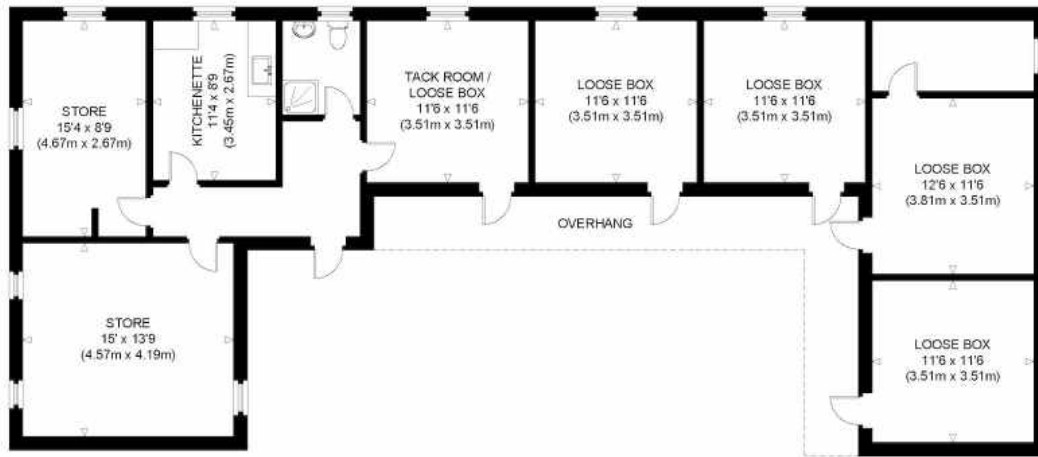 STORE
15'4 x 8'9
(4.67m x 2.67m)
KITCHENETTE
11'4 x 8'9
(3.45m x 2.67m)
TACK ROOM /
LOOSE BOX
11'6 x 11'6
(3.51m x 3.51m)
LOOSE BOX
11'6 x 11'6
(3.51m x 3.51m)
LOOSE BOX
11'6 x 11'6
(3.51m x 3.51m)
LOOSE BOX
12'6 x 11'6
(3.81m x 3.51m)
OVERHANG
STORE
15' x 13'9
(4.57m x 4.19m)
LOOSE BOX
11'6 x 11'6
(3.51m x 3.51m)